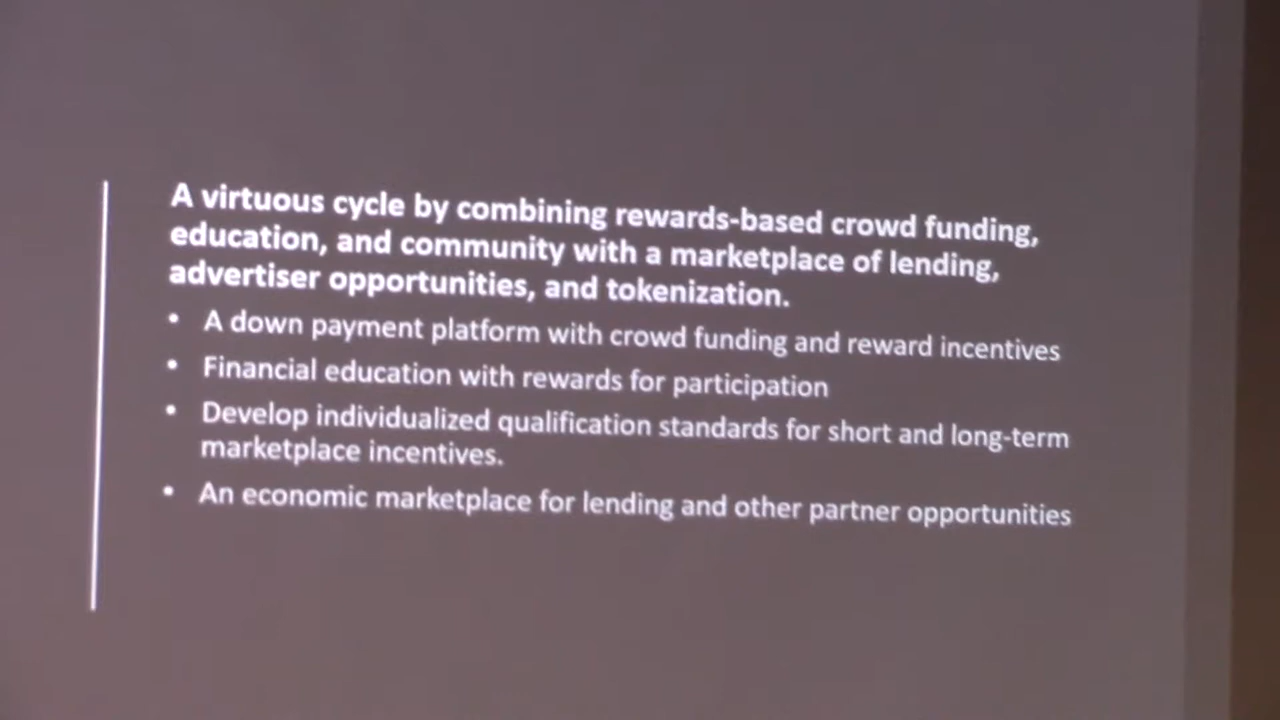 A virtuous cycle by combining rewards-based crowd funding,
education, and community with a marketplace of lending,
advertiser opportunities, and tokenization.
• A down payment platform with crowd funding and reward incentives
• Financial education with rewards for participation
• Develop individualized qualification standards for short and long-term
marketplace incentives.
• An economic marketplace for lending and other partner opportunities